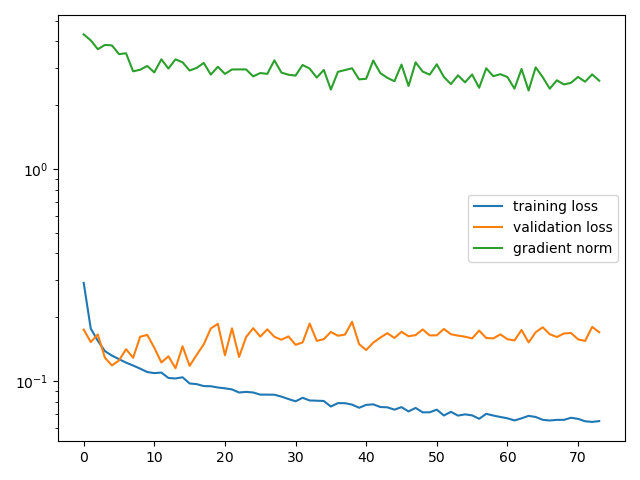 10⁰
10⁻¹
training loss
validation loss
gradient norm
0 10 20 30 40 50 60 70